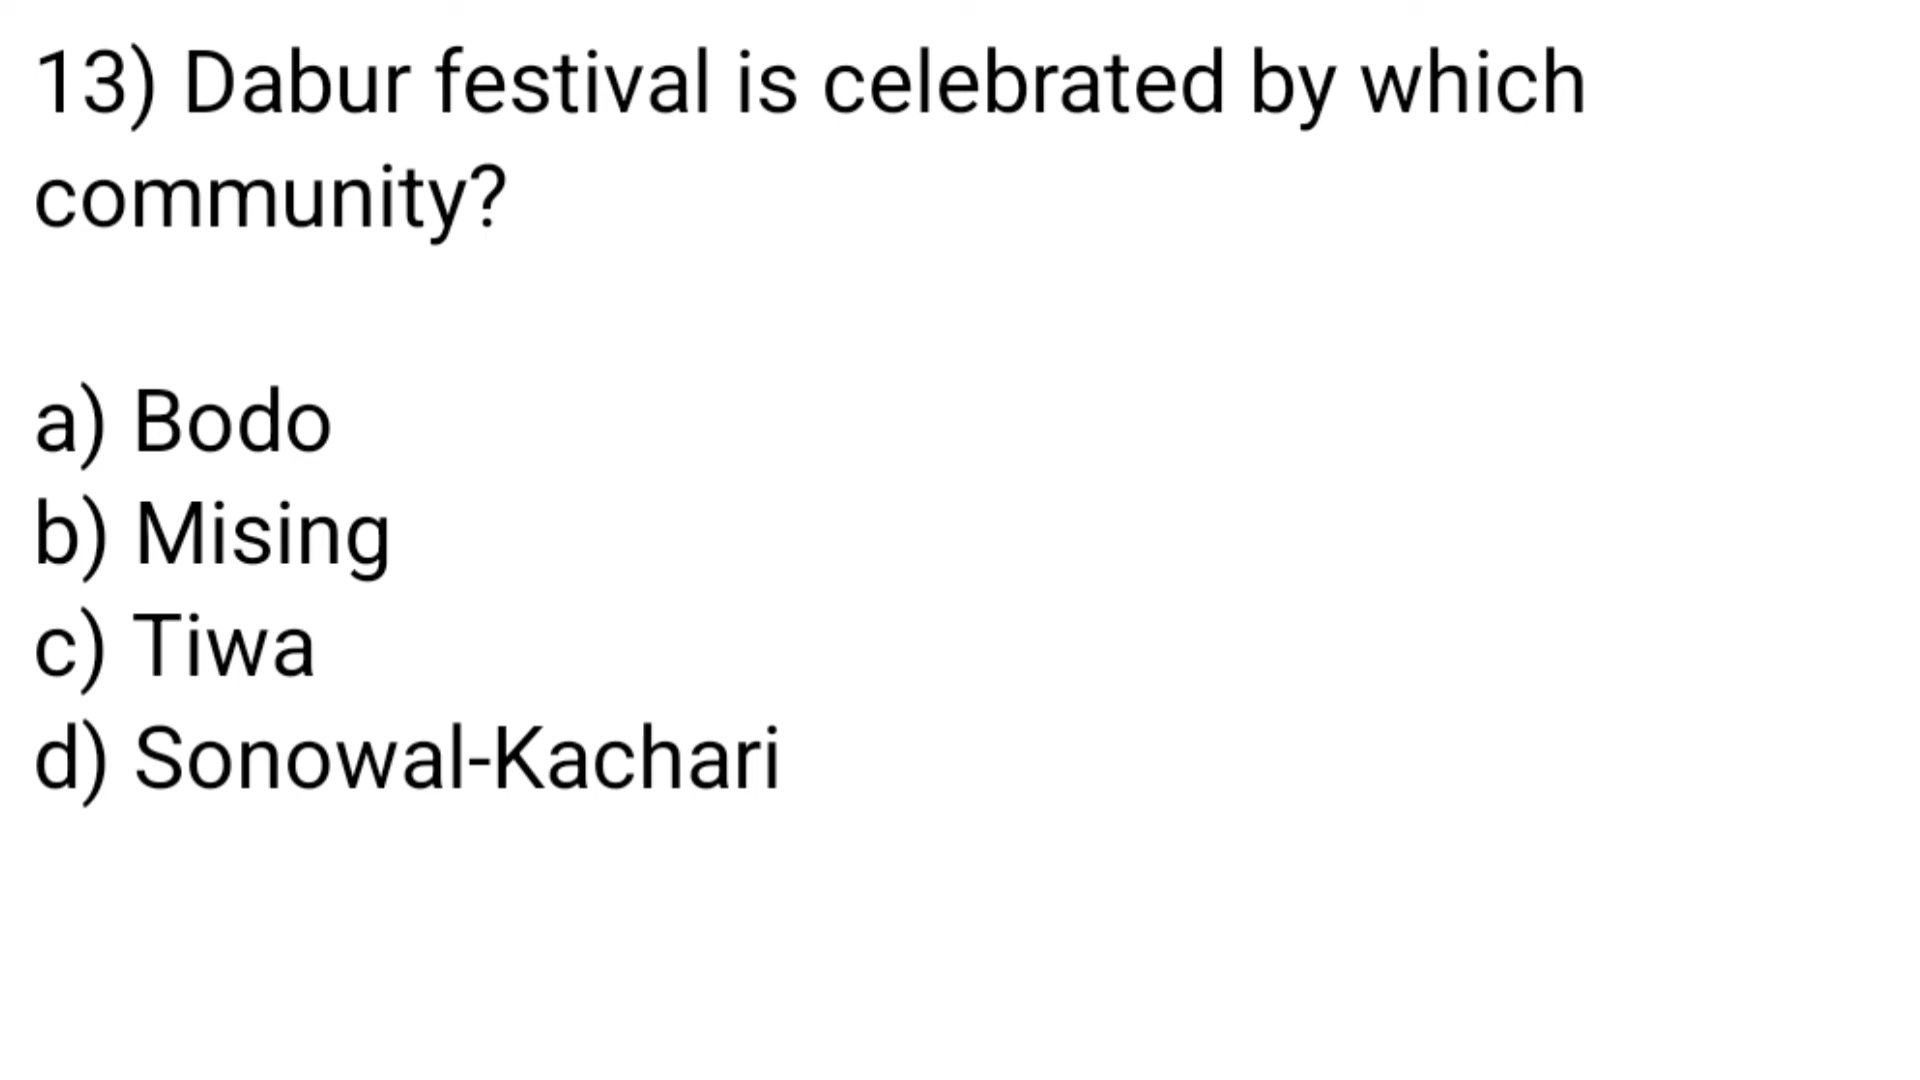 13) Dabur festival is celebrated by which
community?
a) Bodo
b) Mising
c) Tiwa
d) Sonowal-Kachari